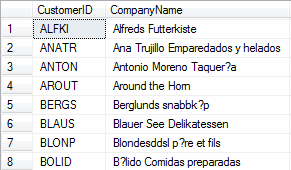 CustomerID CompanyName
1 ALFKI Alfreds Futterkiste
2 ANATR Ana Trujillo Emparedados y helados
3 ANTON Antonio Moreno Taquer?a
4 AROUT Around the Horn
5 BERGS Berglunds snabbk?p
6 BLAUS Blauer See Delikatessen
7 BLONP Blondesddsl p?re et fils
8 BOLID B?lido Comidas preparadas